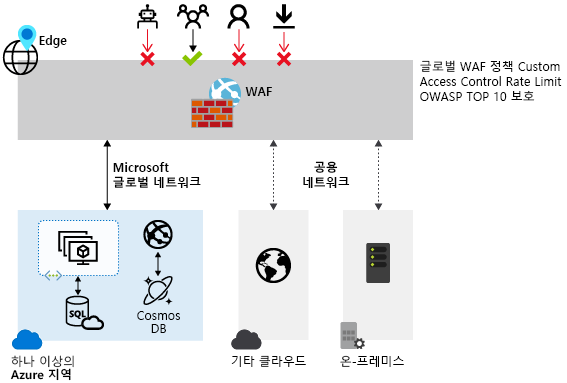 Edge
글로벌 WAF 정책 Custom
Access Control Rate Limit
OWASP TOP 10 보호
WAF
Microsoft
글로벌 네트워크
공용
네트워크
SQL
Cosmos
DB
하나 이상의
Azure 지역
기타 클라우드
온-프레미스